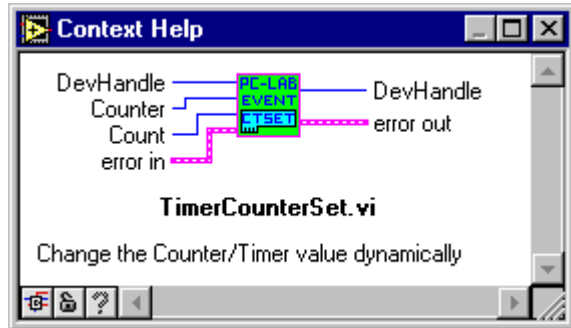 Context Help
DevHandle
Counter
Count
error in
PC-LAB
EVENT
CTSET
DevHandle
error out
TimerCounterSet.vi
Change the Counter/Timer value dynamically
?